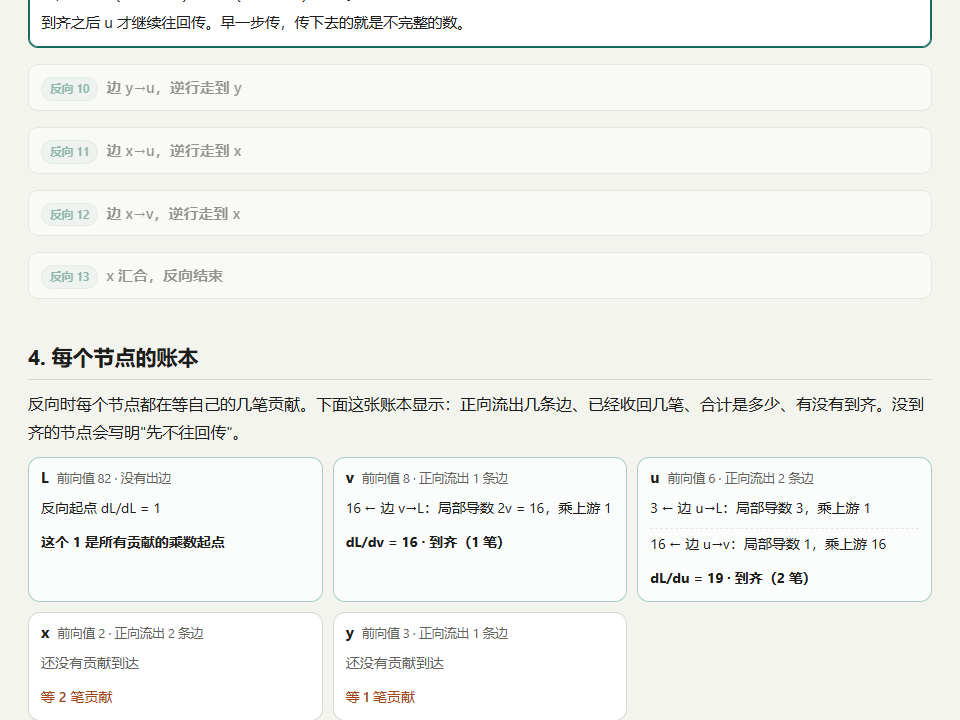 到齐之后 u 才继续往回传。早一步传，传下去的就是不完整的数。
反向 10 边 y→u，逆行走到 y
反向 11 边 x→u，逆行走到 x
反向 12 边 x→v，逆行走到 x
反向 13 x 汇合，反向结束
4. 每个节点的账本
反向时每个节点都在等自己的几笔贡献。下面这张账本显示：正向流出几条边、已经收回几笔、合计是多少、有没有到齐。没到
齐的节点会写明"先不往回传"。
L 前向值 82 · 没有出边
反向起点 dL/dL = 1
这个 1 是所有贡献的乘数起点
v 前向值 8 · 正向流出 1 条边
16 ← 边 v→L：局部导数 2v = 16，乘上游 1
dL/dv = 16 · 到齐（1 笔）
u 前向值 6 · 正向流出 2 条边
3 ← 边 u→L：局部导数 3，乘上游 1
16 ← 边 u→v：局部导数 1，乘上游 16
dL/du = 19 · 到齐（2 笔）
x 前向值 2 · 正向流出 2 条边
还没有贡献到达
等 2 笔贡献
y 前向值 3 · 正向流出 1 条边
还没有贡献到达
等 1 笔贡献